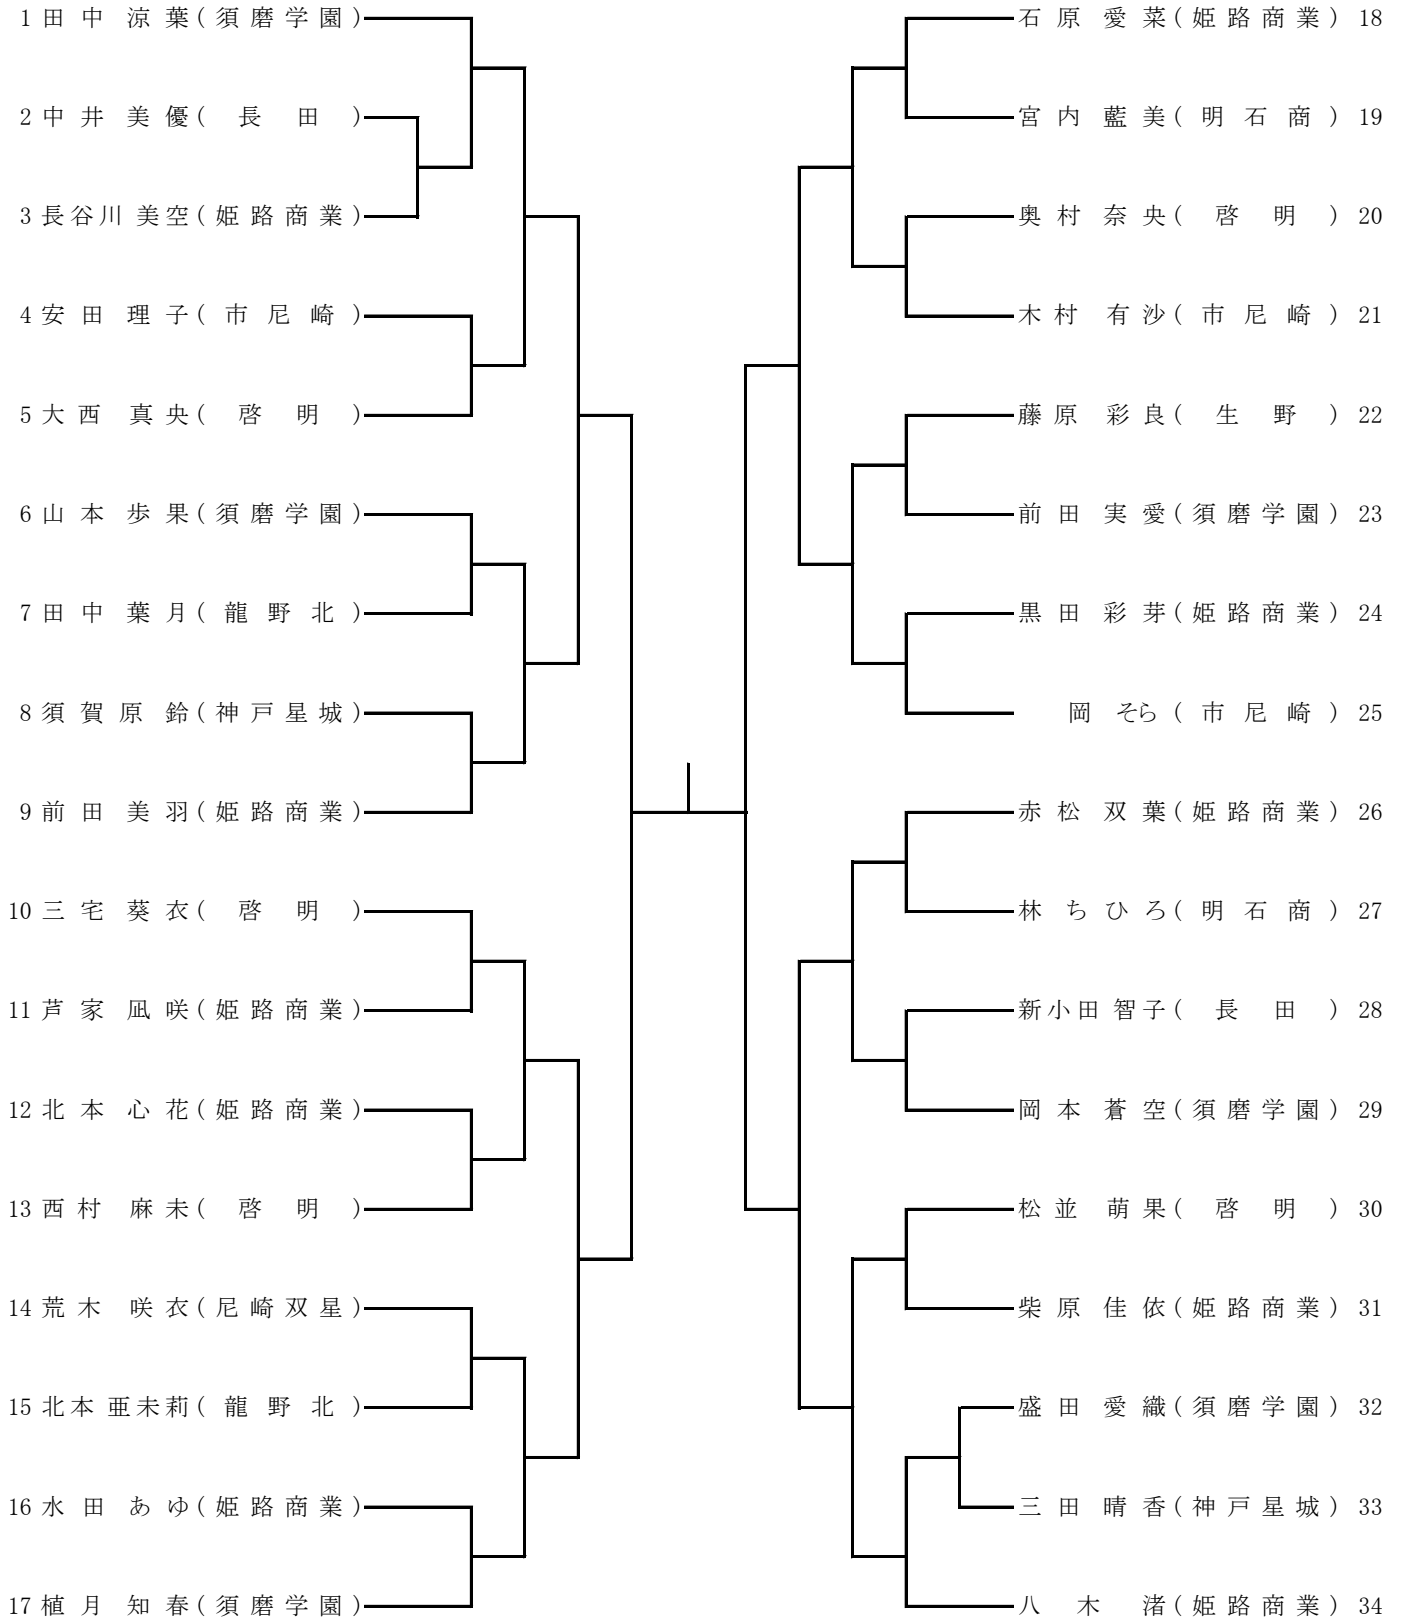 1 田中 涼葉(須磨学園)
2 中井 美優(長田)
3 長谷川 美空(姫路商業)
4 安田 理子(市尼崎)
5 大西 真央(啓明)
6 山本 歩果(須磨学園)
7 田中 葉月(龍野北)
8 須賀原 鈴(神戸星城)
9 前田 美羽(姫路商業)
10 三宅 葵衣(啓明)
11 芦家 凪咲(姫路商業)
12 北本 心花(姫路商業)
13 西村 麻未(啓明)
14 荒木 咲衣(尼崎双星)
15 北本 亜未莉(龍野北)
16 水田 あゆ(姫路商業)
17 植月 知春(須磨学園)
石原 愛菜(姫路商業) 18
宮内 藍美(明石商) 19
奥村 奈央(啓明) 20
木村 有沙(市尼崎) 21
藤原 彩良(生野) 22
前田 実愛(須磨学園) 23
黒田 彩芽(姫路商業) 24
岡 そら(市尼崎) 25
赤松 双葉(姫路商業) 26
林 ちひろ(明石商) 27
新小田 智子(長田) 28
岡本 蒼空(須磨学園) 29
松並 萌果(啓明) 30
柴原 佳依(姫路商業) 31
盛田 愛織(須磨学園) 32
三田 晴香(神戸星城) 33
八木 渚(姫路商業) 34